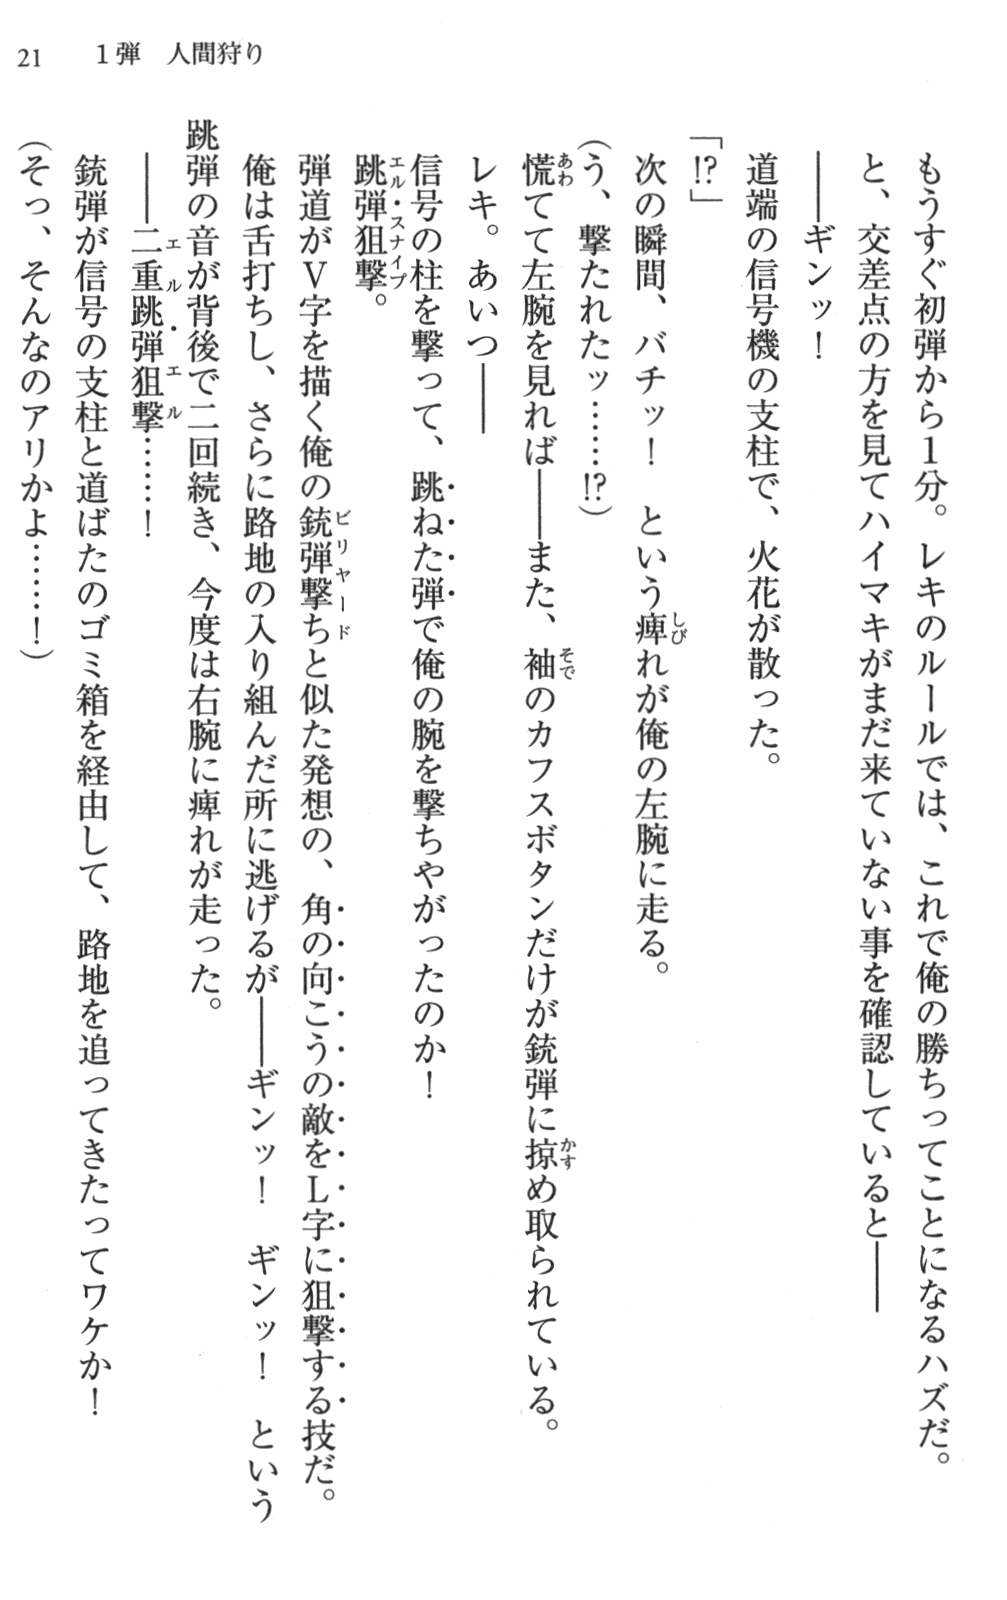 21　1弾　人間狩り
もうすぐ初弾から1分。レキのルールでは、これで俺の勝ちってことになるハズだ。
と、交差点の方を見てハイマキがまだ来ていない事を確認していると――
――ギンッ！
道端の信号機の支柱で、火花が散った。
「!?」
次の瞬間、バチッ！　という痺れが俺の左腕に走る。
（う、撃たれたッ……!?）
慌てて左腕を見れば――また、袖のカフスボタンだけが銃弾に掠め取られている。
レキ。あいつ――
信号の柱を撃って、跳ねた弾で俺の腕を撃ちやがったのか！
跳弾狙撃。
弾道がV字を描く俺の銃弾撃ちと似た発想の、角の向こうの敵をL字に狙撃する技だ。
俺は舌打ちし、さらに路地の入り組んだ所に逃げるが――ギンッ！　ギンッ！　という
跳弾の音が背後で二回続き、今度は右腕に痺れが走った。
――二重跳弾狙撃……！
銃弾が信号の支柱と道ばたのゴミ箱を経由して、路地を追ってきたってワケか！
（そっ、そんなのアリかよ……！）